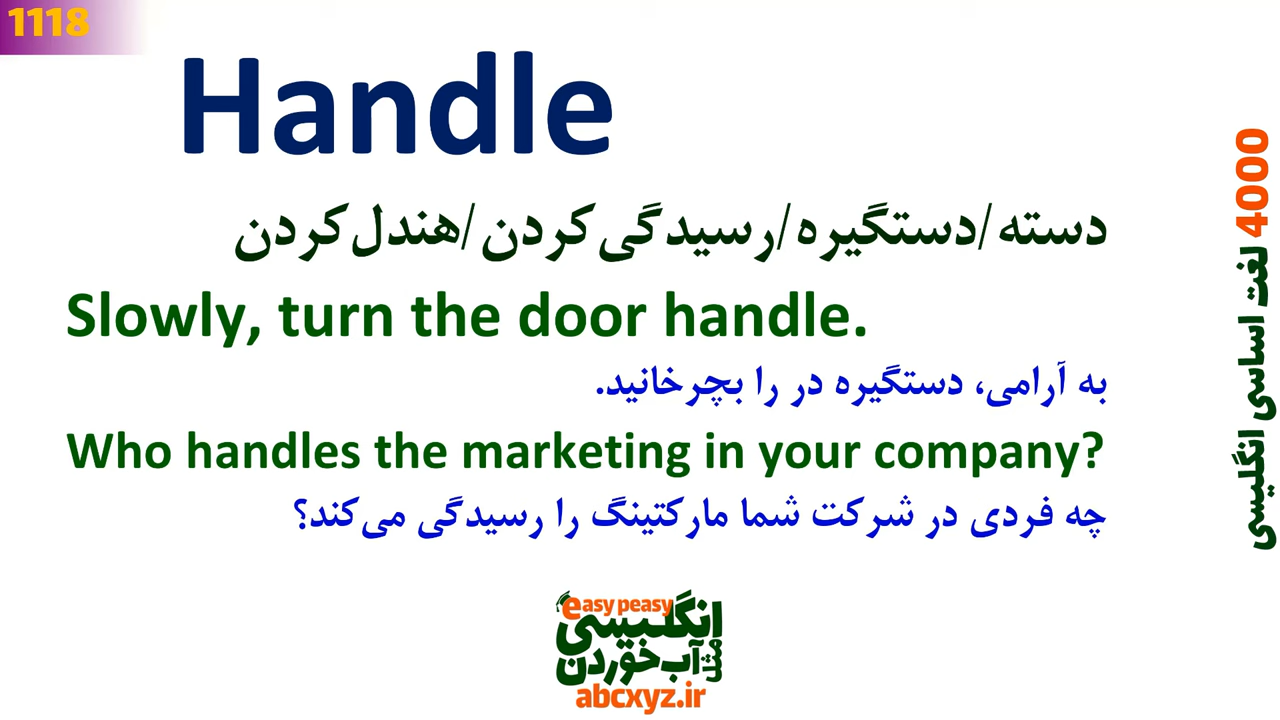 1118
Handle
دسته/دستگیره/رسیدگی کردن/هندل کردن
Slowly, turn the door handle.
به آرامی، دستگیره در را بچرخانید.
Who handles the marketing in your company?
چه فردی در شرکت شما مارکتینگ را رسیدگی می‌کند؟
4000 لغت اساسی انگلیسی
easy peasy
انگلیسی
مثل آب خوردن
abcxyz.ir